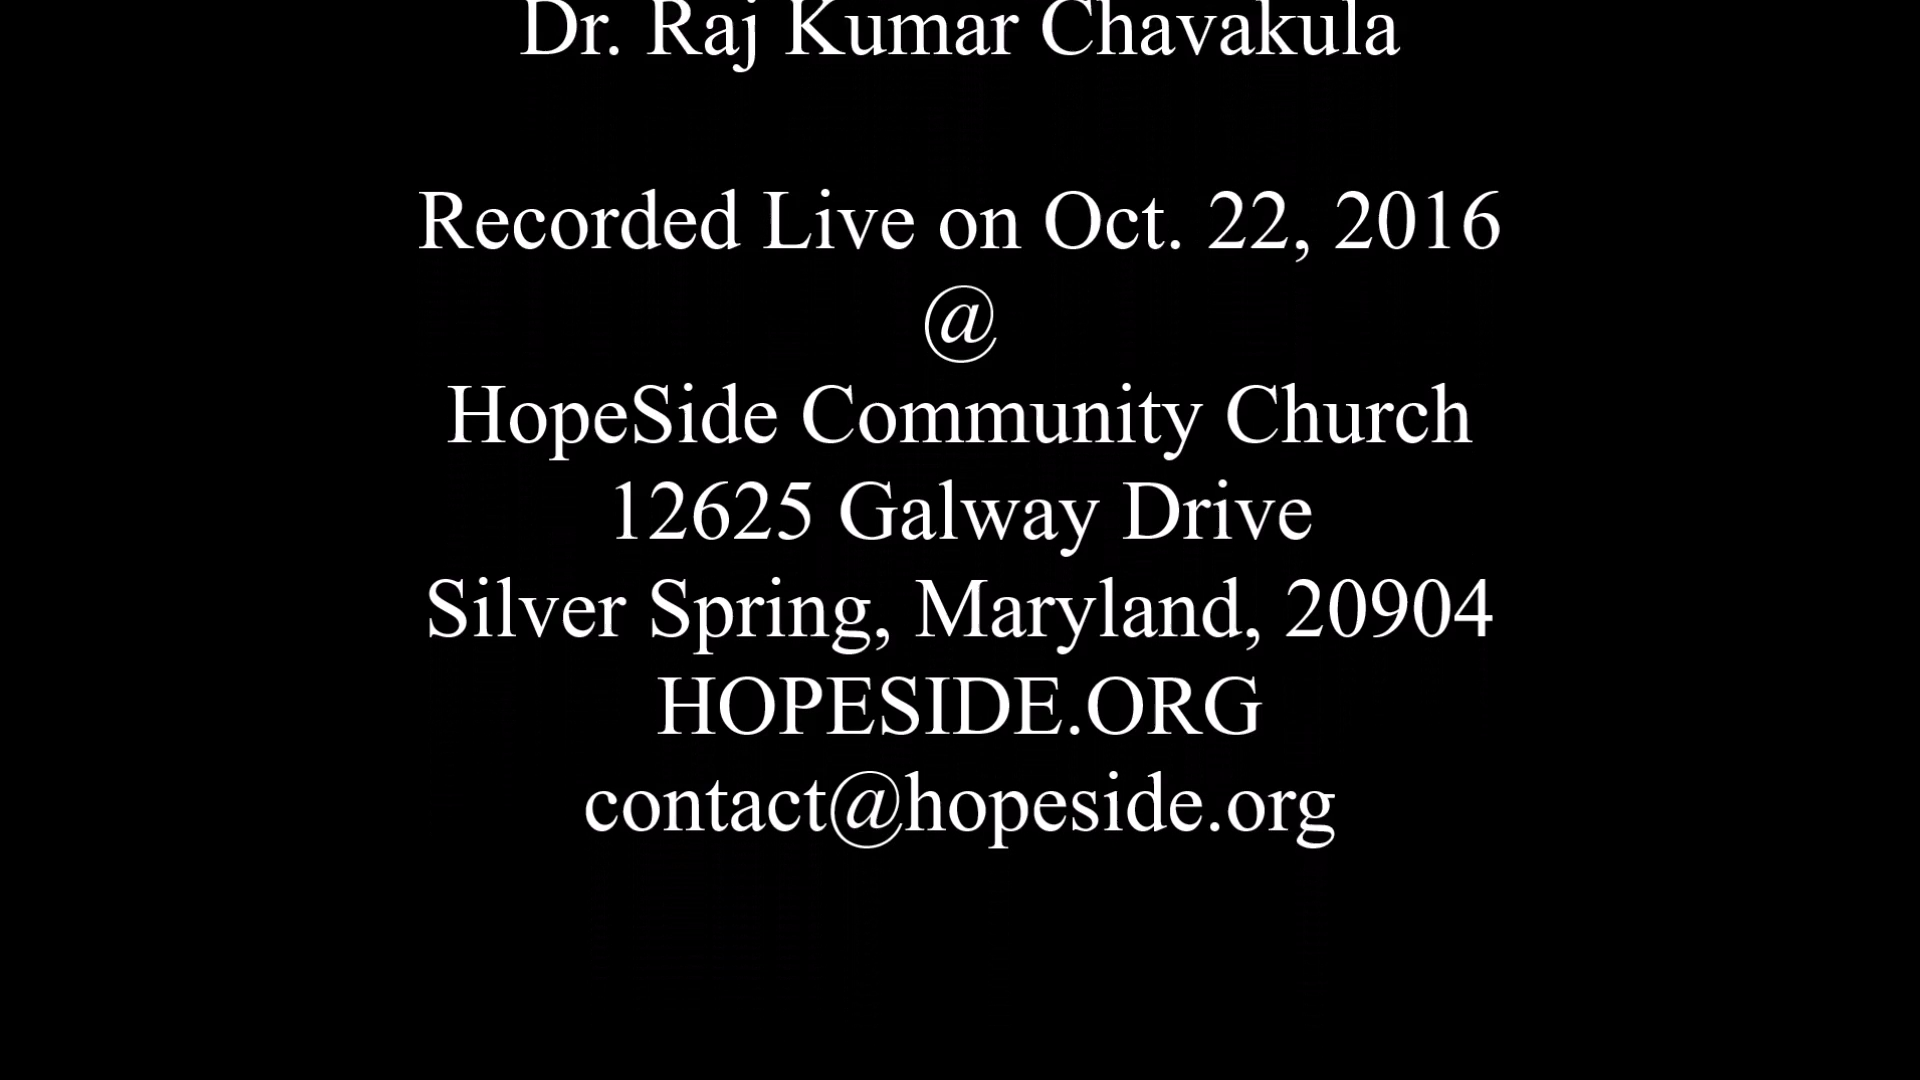 Dr. Raj Kumar Chavakula
Recorded Live on Oct. 22, 2016
@
HopeSide Community Church
12625 Galway Drive
Silver Spring, Maryland, 20904
HOPESIDE.ORG
contact@hopeside.org